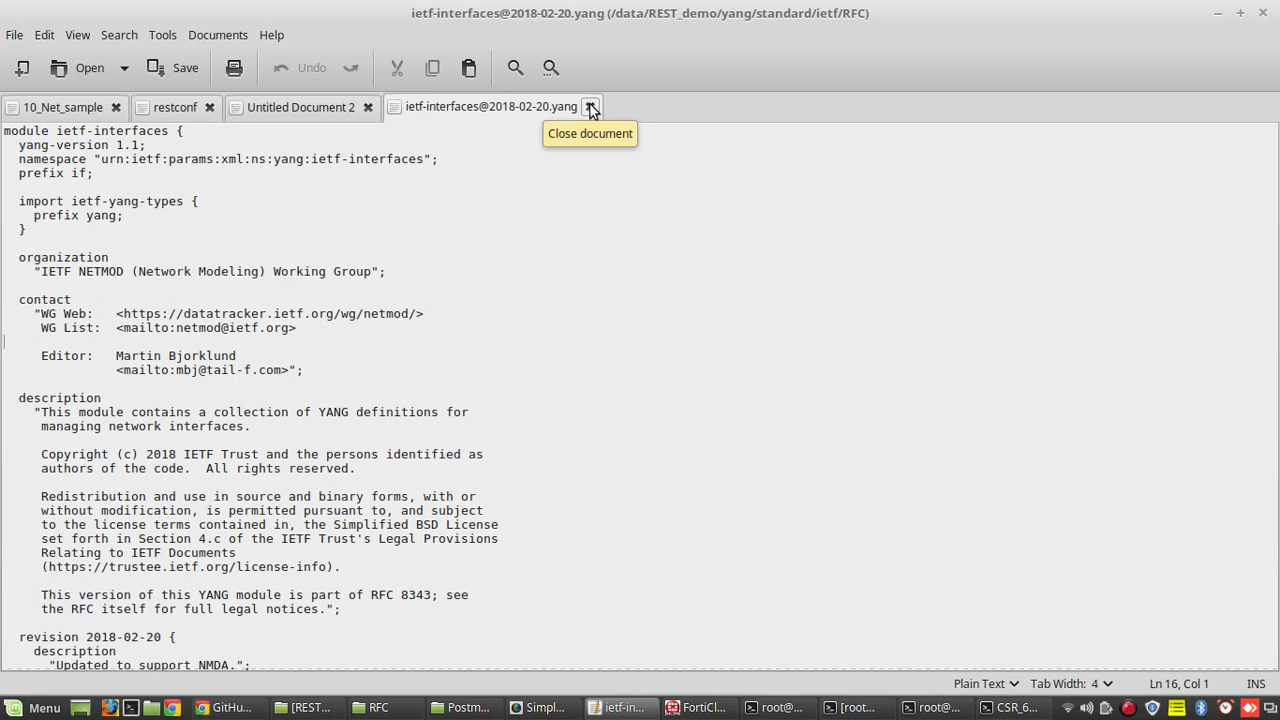 ietf-interfaces@2018-02-20.yang (/data/REST_demo/yang/standard/ietf/RFC)
File Edit View Search Tools Documents Help
Open Save Undo
10_Net_sample restconf Untitled Document 2 ietf-interfaces@2018-02-20.yang
Close document
module ietf-interfaces {
yang-version 1.1;
namespace "urn:ietf:params:xml:ns:yang:ietf-interfaces";
prefix if;
import ietf-yang-types {
prefix yang;
}
organization
"IETF NETMOD (Network Modeling) Working Group";
contact
"WG Web: <https://datatracker.ietf.org/wg/netmod/>
WG List: <mailto:netmod@ietf.org>
Editor: Martin Bjorklund
<mailto:mbj@tail-f.com>";
description
"This module contains a collection of YANG definitions for
managing network interfaces.
Copyright (c) 2018 IETF Trust and the persons identified as
authors of the code. All rights reserved.
Redistribution and use in source and binary forms, with or
without modification, is permitted pursuant to, and subject
to the license terms contained in, the Simplified BSD License
set forth in Section 4.c of the IETF Trust's Legal Provisions
Relating to IETF Documents
(https://trustee.ietf.org/license-info).
This version of this YANG module is part of RFC 8343; see
the RFC itself for full legal notices.";
revision 2018-02-20 {
description
"Updated to support NMDA.";
Plain Text Tab Width: 4 Ln 16, Col 1 INS
Menu GitHu... [REST... RFC Postm... Simpl... ietf-in... FortiCl... root@... [root... root@... CSR_6...